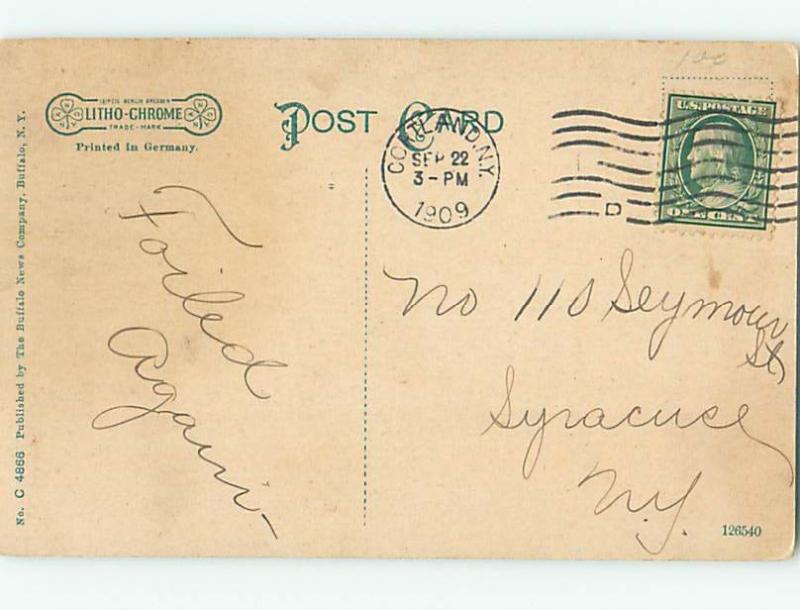 100
LEIPZIG BERLIN DRESDEN
LITHO-CHROME
TRADE-MARK
Printed in Germany.
POST CARD
CORTLAND, N.Y.
SEP 22
3-PM
1909
D
U.S. POSTAGE
ONE CENT
No. C 4866 Published by The Buffalo News Company, Buffalo, N. Y.
Foiled
Again
No 110 Seymour
St
Syracuse
N.Y.
126540